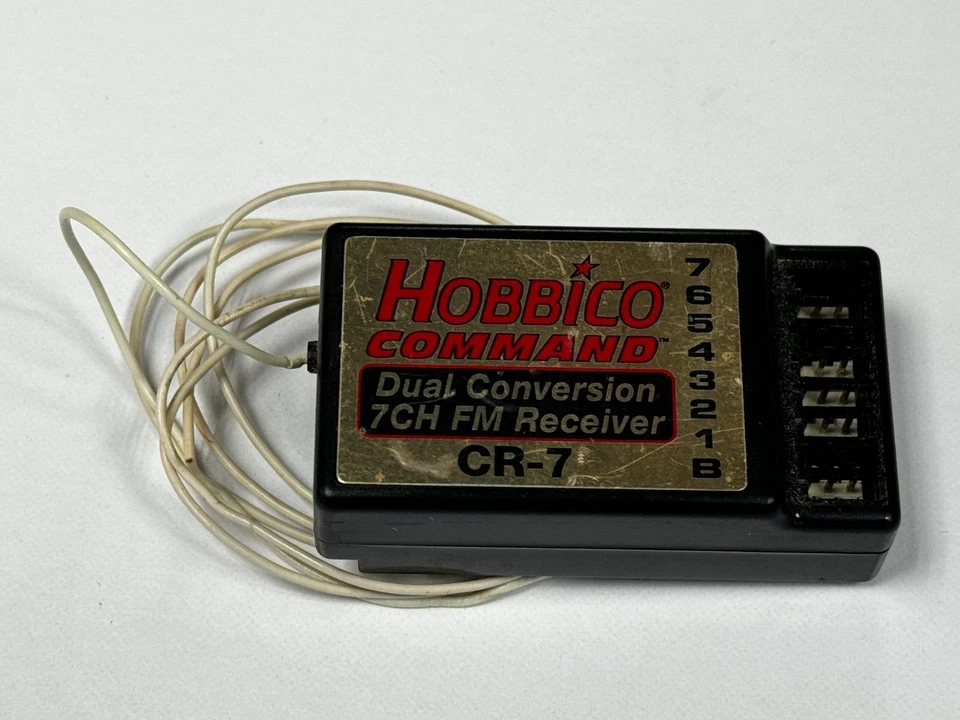 HOBBICO®
COMMAND™
Dual Conversion
7CH FM Receiver
CR-7
7
6
5
4
3
2
1
B